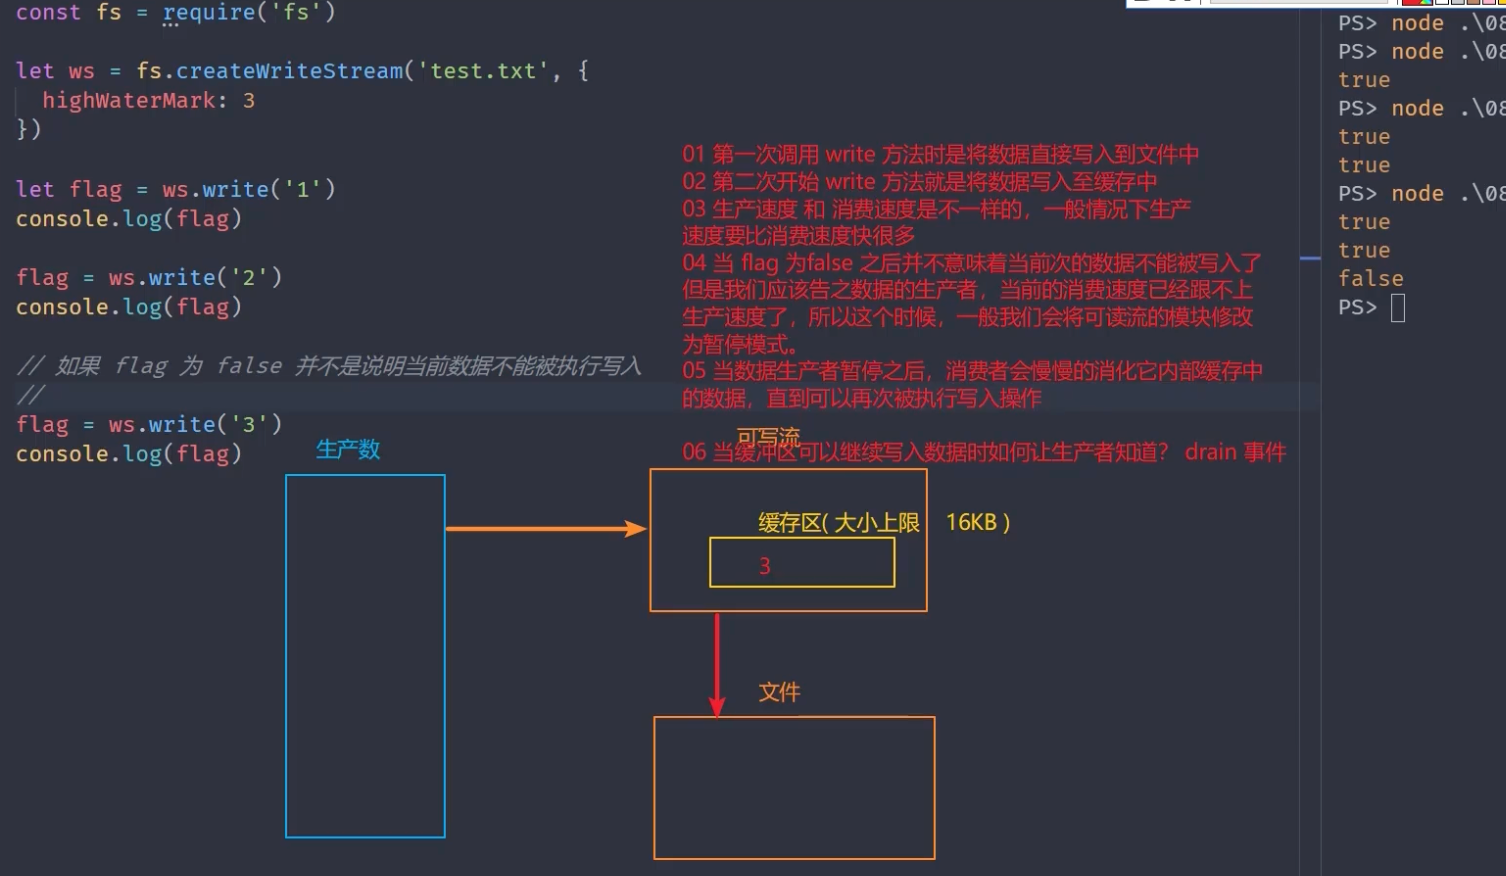 const fs = require('fs')
let ws = fs.createWriteStream('test.txt', {
highWaterMark: 3
})
let flag = ws.write('1')
console.log(flag)
flag = ws.write('2')
console.log(flag)
// 如果 flag 为 false 并不是说明当前数据不能被执行写入
//
flag = ws.write('3')
console.log(flag)
01 第一次调用 write 方法时是将数据直接写入到文件中
02 第二次开始 write 方法就是将数据写入至缓存中
03 生产速度 和 消费速度是不一样的，一般情况下生产
速度要比消费速度快很多
04 当 flag 为false 之后并不意味着当前次的数据不能被写入了
但是我们应该告之数据的生产者，当前的消费速度已经跟不上
生产速度了，所以这个时候，一般我们会将可读流的模块修改
为暂停模式。
05 当数据生产者暂停之后，消费者会慢慢的消化它内部缓存中
的数据，直到可以再次被执行写入操作
06 当缓冲区可以继续写入数据时如何让生产者知道？ drain 事件
生产数
可写流
缓存区( 大小上限 16KB )
3
文件
PS> node .\08
PS> node .\08
true
PS> node .\08
true
true
PS> node .\08
true
true
false
PS>